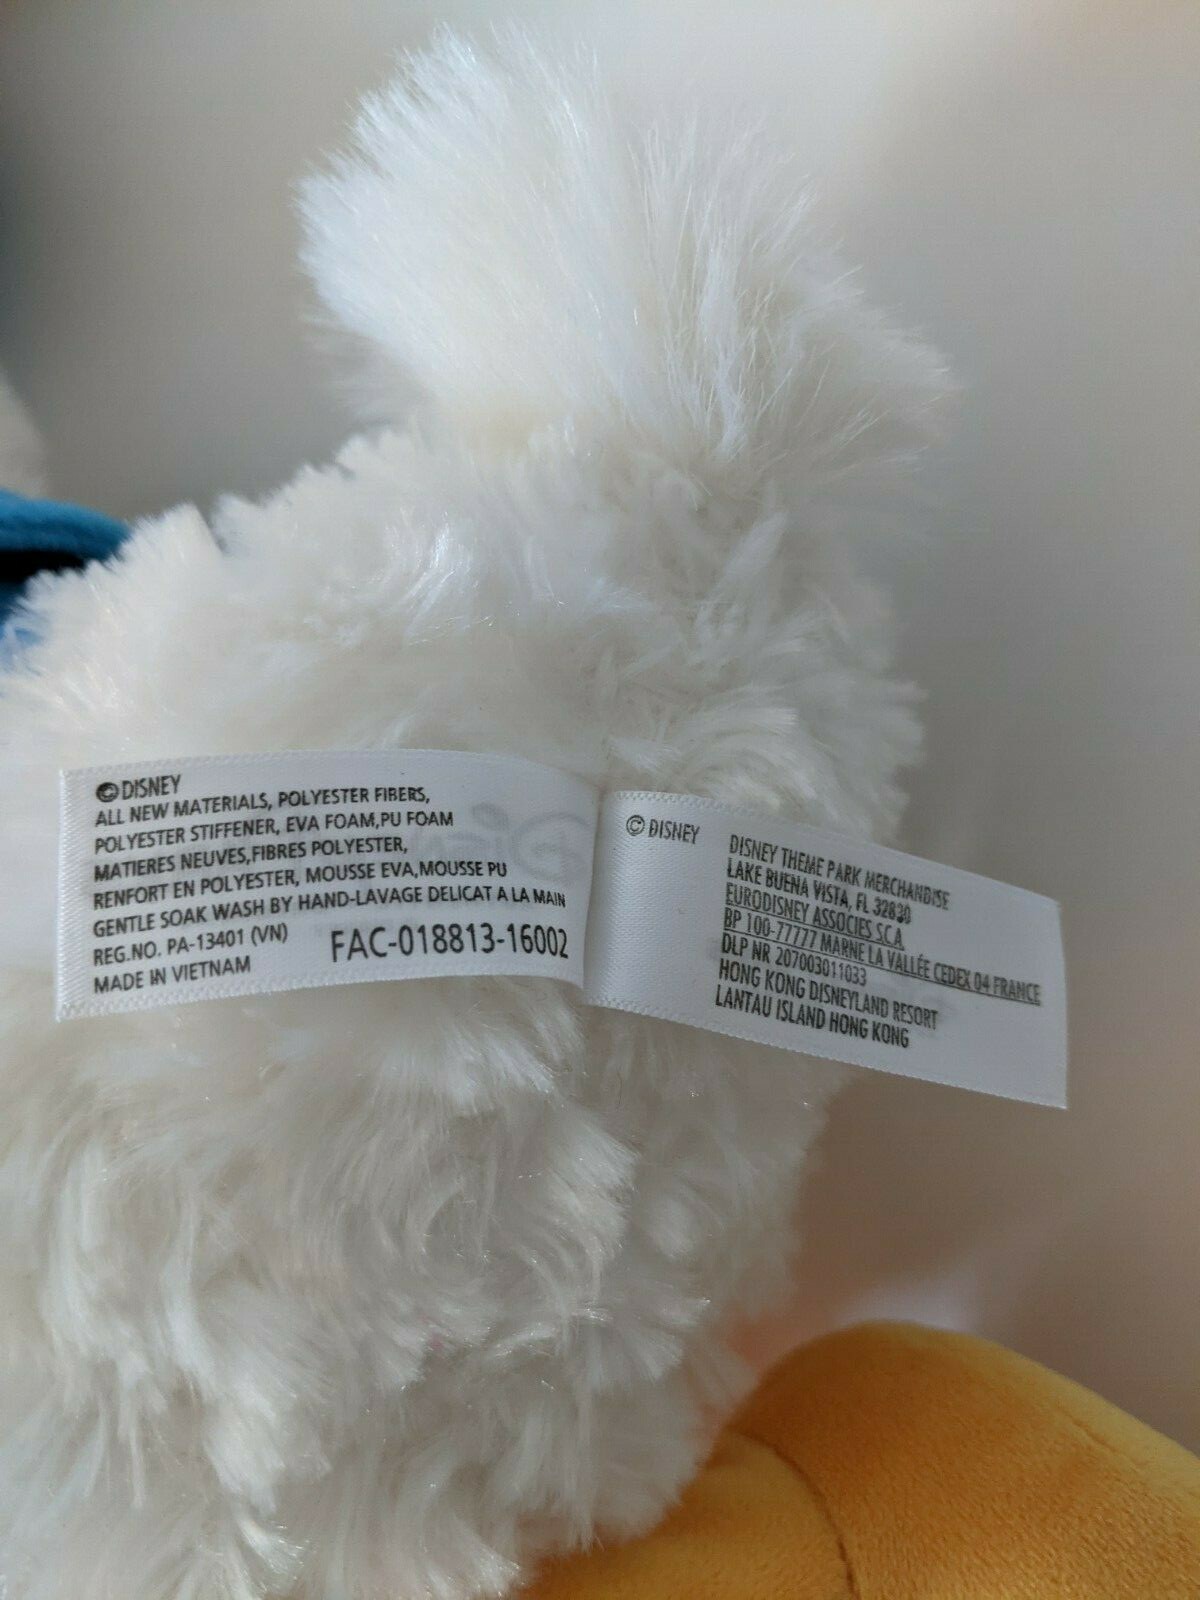 ©DISNEY
ALL NEW MATERIALS, POLYESTER FIBERS,
POLYESTER STIFFENER, EVA FOAM,PU FOAM
MATIERES NEUVES,FIBRES POLYESTER,
RENFORT EN POLYESTER, MOUSSE EVA,MOUSSE PU
GENTLE SOAK WASH BY HAND-LAVAGE DELICAT A LA MAIN
REG.NO. PA-13401 (VN)
FAC-018813-16002
MADE IN VIETNAM
© DISNEY
DISNEY THEME PARK MERCHANDISE
LAKE BUENA VISTA, FL 32830
EURODISNEY ASSOCIES S.C.A.
BP 100-77777 MARNE LA VALLÉE CEDEX 04 FRANCE
DLP NR 207003011033
HONG KONG DISNEYLAND RESORT
LANTAU ISLAND HONG KONG